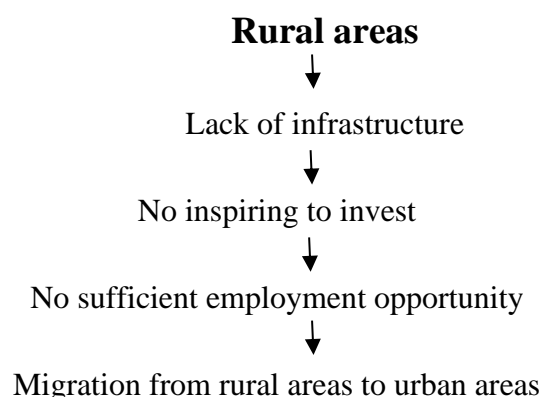 Rural areas
Lack of infrastructure
No inspiring to invest
No sufficient employment opportunity
Migration from rural areas to urban areas